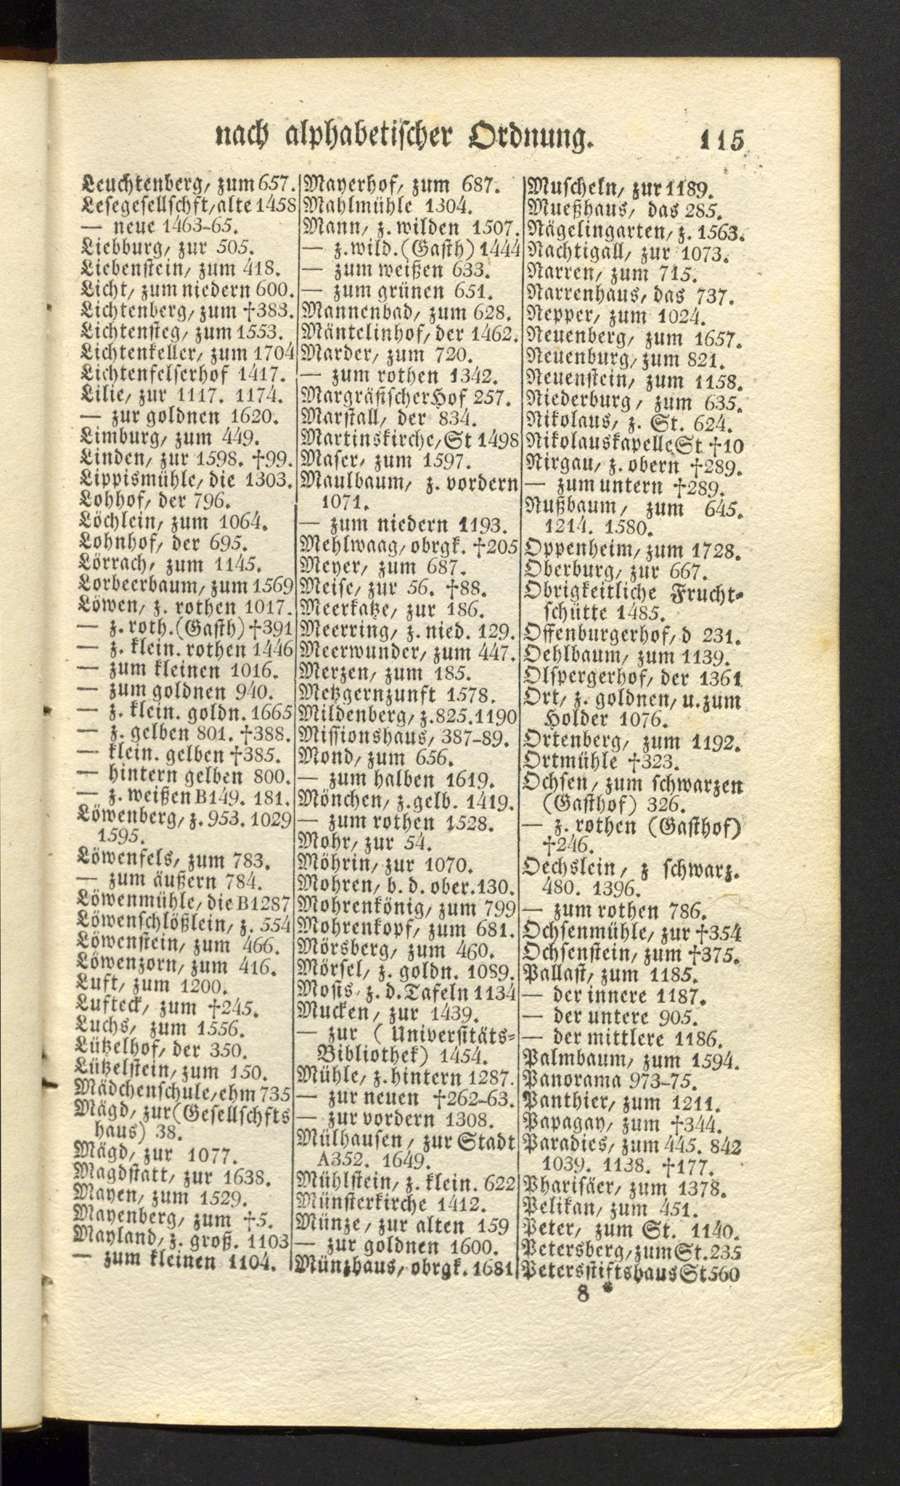 nach alphabetischer Ordnung. 115
Leuchtenberg, zum 657.
Lesegesellschft, alte 1458
— neue 1463-65.
Liebburg, zur 505.
Liebenstein, zum 418.
Licht, zum niedern 600.
Lichtenberg, zum †383.
Lichtensteg, zum 1553.
Lichtenkeller, zum 1704
Lichtenfelserhof 1417.
Lilie, zur 1117. 1174.
— zur goldnen 1620.
Limburg, zum 449.
Linden, zur 1598. †99.
Lippismühle, die 1303.
Lohhof, der 796.
Löchlein, zum 1064.
Lohnhof, der 695.
Lörrach, zum 1145.
Lorbeerbaum, zum 1569
Löwen, z. rothen 1017.
— z. roth. (Gasth) †391
— z. klein. rothen 1446
— zum kleinen 1016.
— zum goldnen 940.
— z. klein. goldn. 1665
— z. gelben 801. †388.
— klein. gelben †385.
— hintern gelben 800.
— z. weißen B149. 181.
Löwenberg, z. 953. 1029
1595.
Löwenfels, zum 783.
— zum äußern 784.
Löwenmühle, die B1287
Löwenschlößlein, z. 554
Löwenstein, zum 466.
Löwenzorn, zum 416.
Luft, zum 1200.
Lufteck, zum †245.
Luchs, zum 1556.
Lützelhof, der 350.
Lützelstein, zum 150.
Mädchenschule, ehm 735
Mägd, zur (Gesellschfts
haus) 38.
Mägd, zur 1077.
Magdstatt, zur 1638.
Mayen, zum 1529.
Mayenberg, zum †5.
Mayland, z. groß. 1103
— zum kleinen 1104.
Mayerhof, zum 687.
Mahlmühle 1304.
Mann, z. wilden 1507.
— z. wild. (Gasth) 1444
— zum weißen 633.
— zum grünen 651.
Mannenbad, zum 628.
Mäntelinhof, der 1462.
Marder, zum 720.
— zum rothen 1342.
Margräfischer Hof 257.
Marstall, der 834.
Martinskirche, St 1498
Maser, zum 1597.
Maulbaum, z. vordern
1071.
— zum niedern 1193.
Mehlwaag, obrgk. †205
Meyer, zum 687.
Meise, zur 56. †88.
Meerkatze, zur 186.
Meerring, z. nied. 129.
Meerwunder, zum 447.
Merzen, zum 185.
Metzgernzunft 1578.
Mildenberg, z. 825. 1190
Missionshaus, 387-89.
Mond, zum 656.
— zum halben 1619.
Mönchen, z. gelb. 1419.
— zum rothen 1528.
Mohr, zur 54.
Möhrin, zur 1070.
Mohren, b. d. ober. 130.
Mohrenkönig, zum 799
Mohrenkopf, zum 681.
Mörsberg, zum 460.
Mörsel, z. goldn. 1089.
Mosis, z. d. Tafeln 1134
Mucken, zur 1439.
— zur (Universitäts-
Bibliothek) 1454.
Mühle, z. hintern 1287.
— zur neuen †262-63.
— zur vordern 1308.
Mülhausen, zur Stadt
A352. 1649.
Mühlstein, z. klein. 622
Münsterkirche 1412.
Münze, zur alten 159
— zur goldnen 1600.
Münzhaus, obrgk. 1681
Muscheln, zur 1189.
Mueßhaus, das 285.
Nägelingarten, z. 1563.
Nachtigall, zur 1073.
Narren, zum 715.
Narrenhaus, das 737.
Nepper, zum 1024.
Neuenberg, zum 1657.
Neuenburg, zum 821.
Neuenstein, zum 1158.
Niederburg, zum 635.
Nikolaus, z. St. 624.
Nikolauskapelle St †10
Nirgau, z. obern †289.
— zum untern †289.
Nußbaum, zum 645.
1214. 1580.
Oppenheim, zum 1728.
Oberburg, zur 667.
Obrigkeitliche Frucht-
schütte 1485.
Offenburgerhof, d 231.
Oehlbaum, zum 1139.
Olspergerhof, der 1361
Ort, z. goldnen, u. zum
Holder 1076.
Ortenberg, zum 1192.
Ortmühle †323.
Ochsen, zum schwarzen
(Gasthof) 326.
— z. rothen (Gasthof)
†246.
Oechslein, z schwarz.
480. 1396.
— zum rothen 786.
Ochsenmühle, zur †354
Ochsenstein, zum †375.
Pallast, zum 1185.
— der innere 1187.
— der untere 905.
— der mittlere 1186.
Palmbaum, zum 1594.
Panorama 973-75.
Panthier, zum 1211.
Papagay, zum †344.
Paradies, zum 445. 842
1039. 1138. †177.
Pharisäer, zum 1378.
Pelikan, zum 451.
Peter, zum St. 1140.
Petersberg, zum St. 235
Petersstiftshaus St 560
8 *